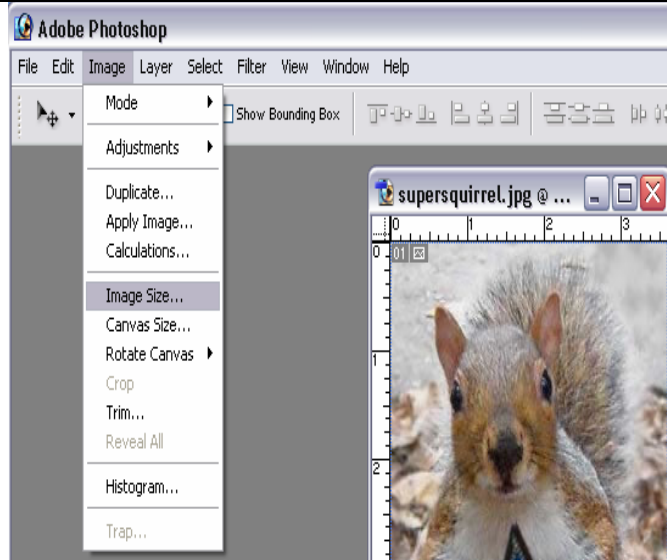 Adobe Photoshop
File Edit Image Layer Select Filter View Window Help
Mode
Show Bounding Box
Adjustments
Duplicate...
Apply Image...
Calculations...
Image Size...
Canvas Size...
Rotate Canvas
Crop
Trim...
Reveal All
Histogram...
Trap...
supersquirrel.jpg @ ...
0 1 2 3
0
01
1
2